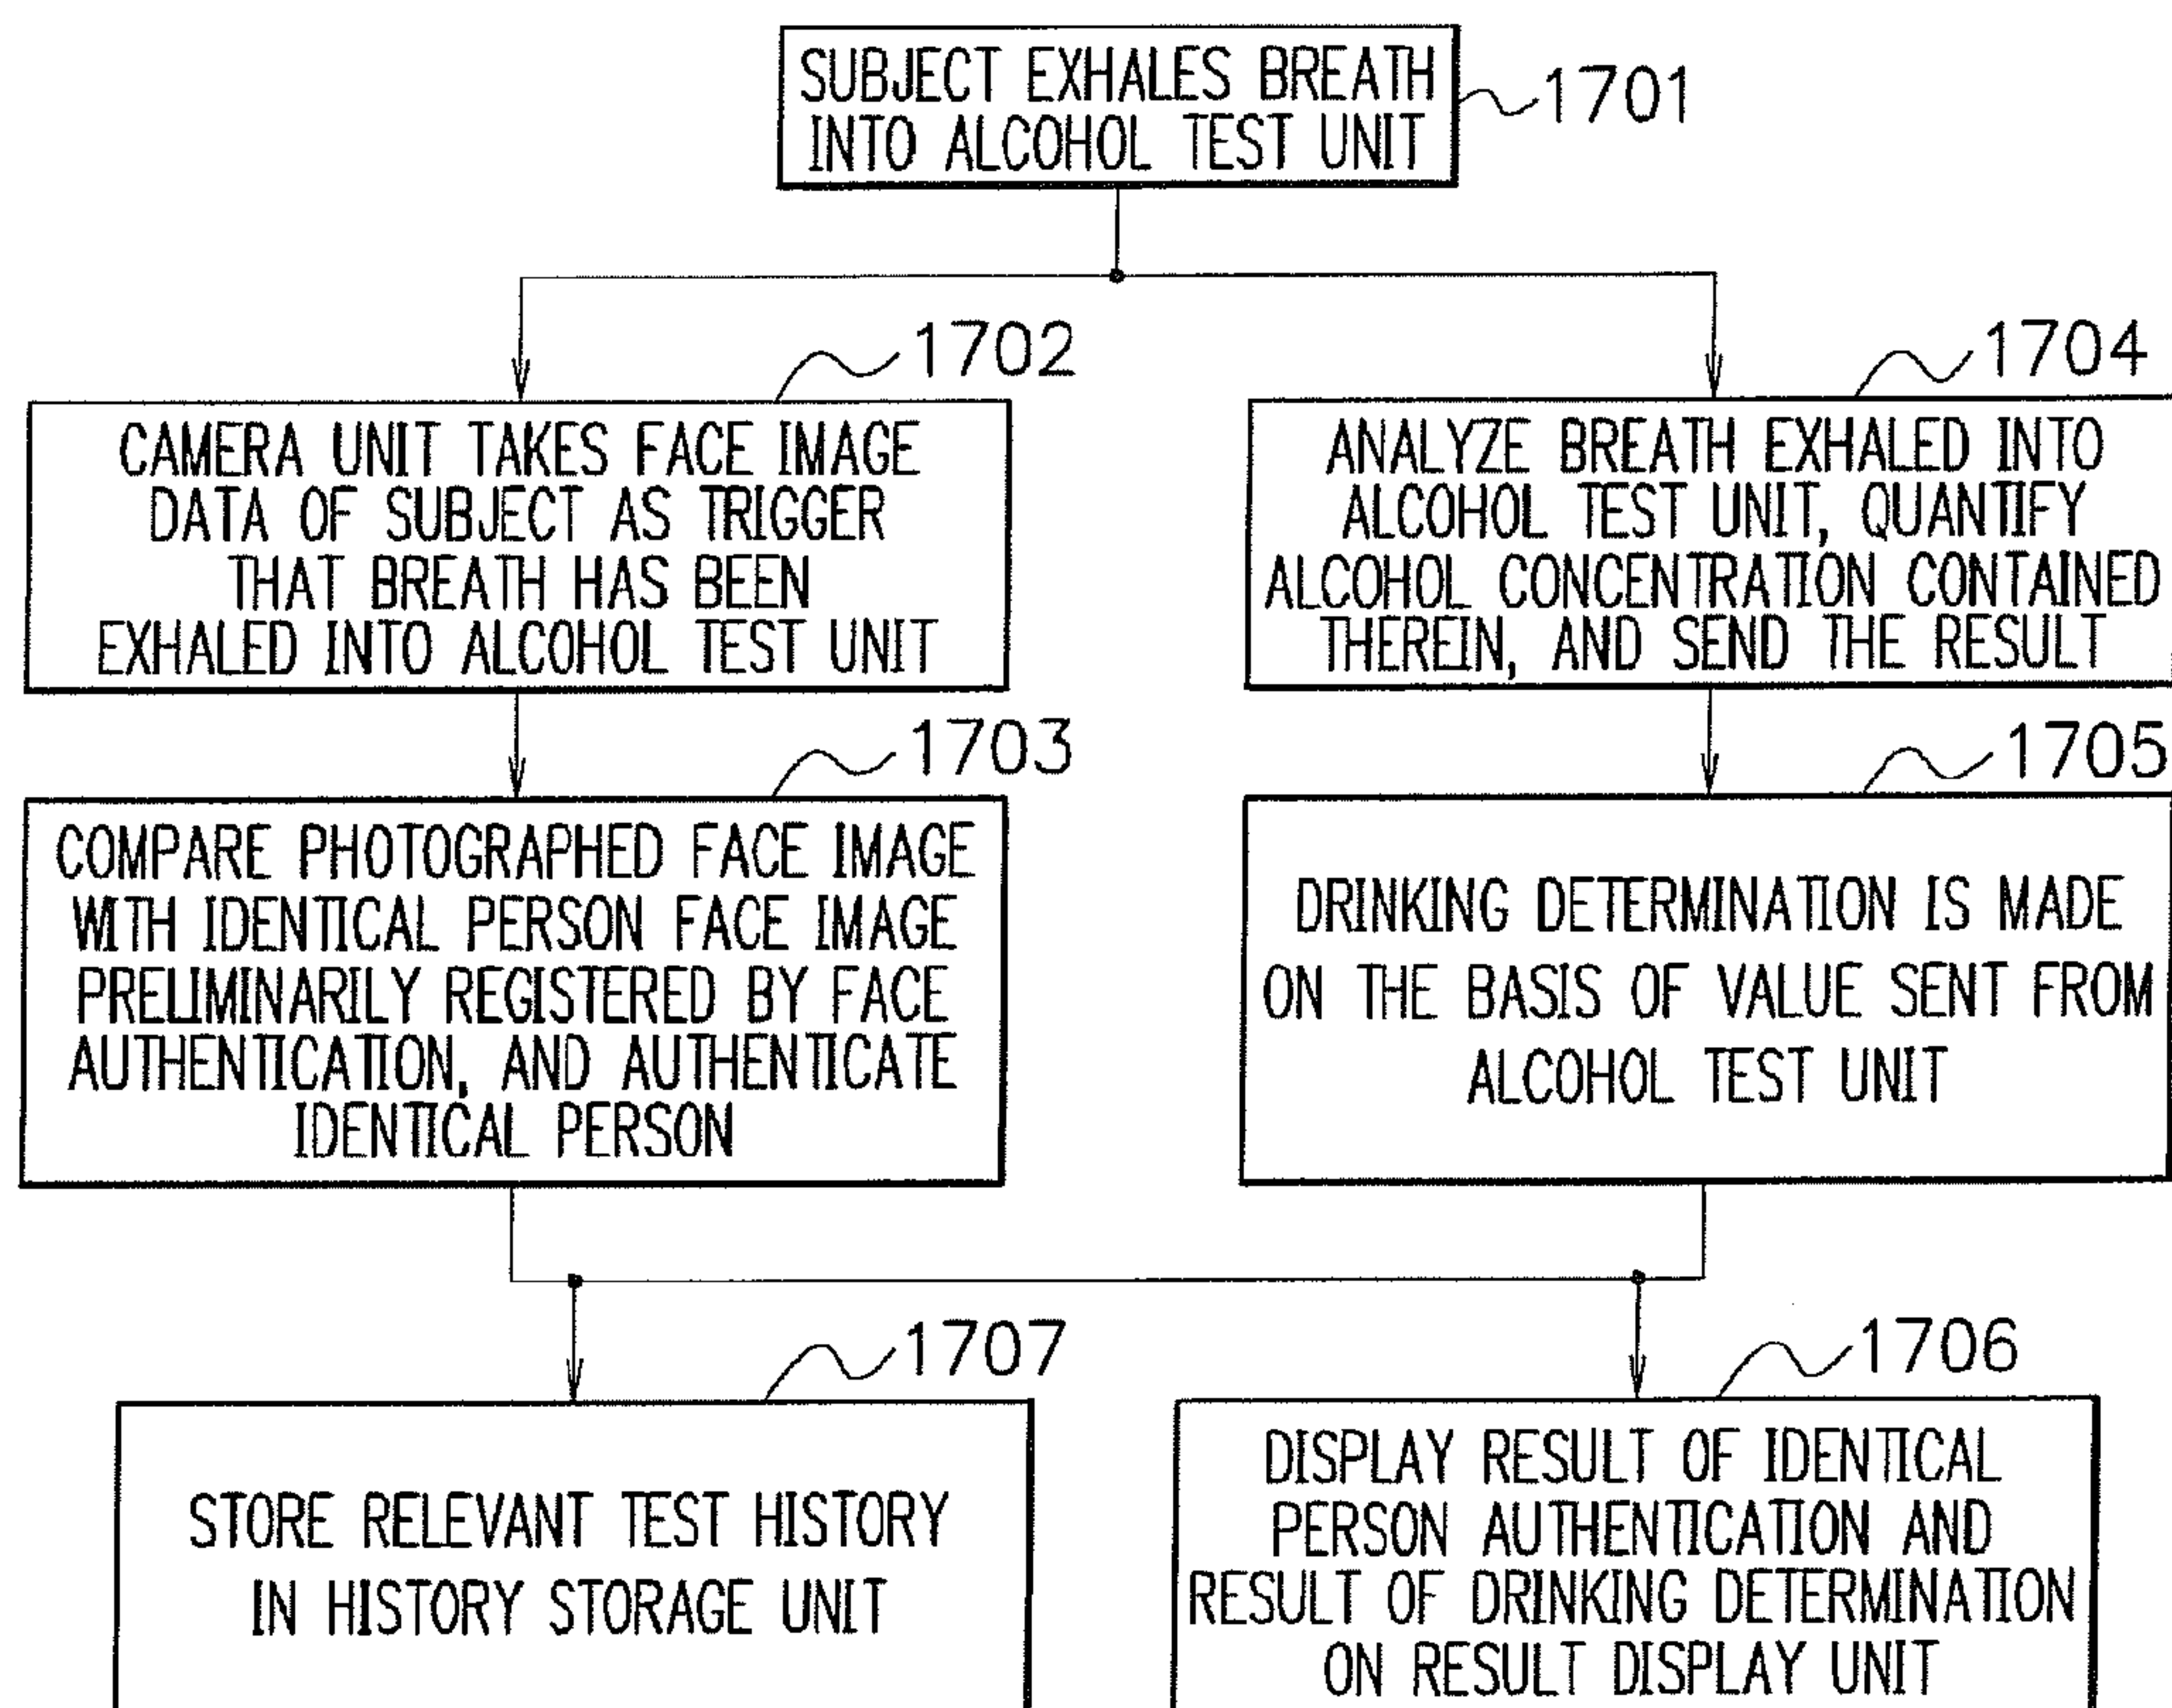 SUBJECT EXHALES BREATH
INTO ALCOHOL TEST UNIT
1701
1702
CAMERA UNIT TAKES FACE IMAGE
DATA OF SUBJECT AS TRIGGER
THAT BREATH HAS BEEN
EXHALED INTO ALCOHOL TEST UNIT
1704
ANALYZE BREATH EXHALED INTO
ALCOHOL TEST UNIT, QUANTIFY
ALCOHOL CONCENTRATION CONTAINED
THEREIN, AND SEND THE RESULT
1703
COMPARE PHOTOGRAPHED FACE IMAGE
WITH IDENTICAL PERSON FACE IMAGE
PRELIMINARILY REGISTERED BY FACE
AUTHENTICATION, AND AUTHENTICATE
IDENTICAL PERSON
1705
DRINKING DETERMINATION IS MADE
ON THE BASIS OF VALUE SENT FROM
ALCOHOL TEST UNIT
1707
STORE RELEVANT TEST HISTORY
IN HISTORY STORAGE UNIT
1706
DISPLAY RESULT OF IDENTICAL
PERSON AUTHENTICATION AND
RESULT OF DRINKING DETERMINATION
ON RESULT DISPLAY UNIT